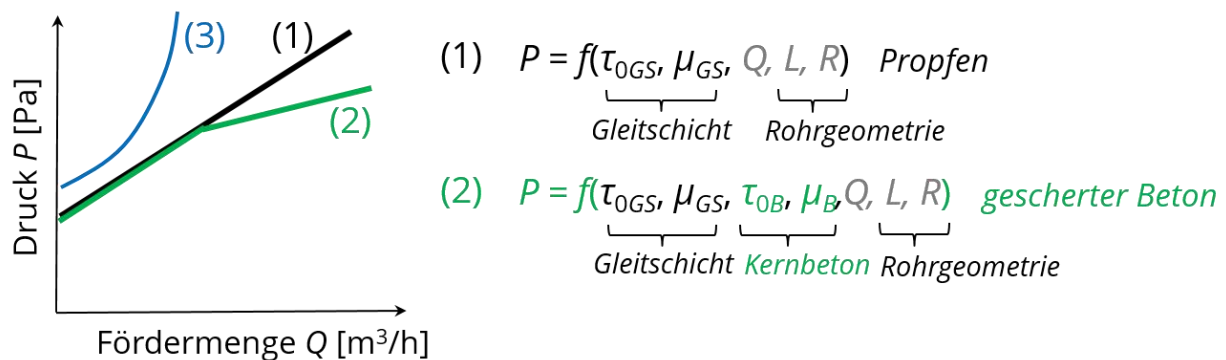 Druck P [Pa]
(3)
(1)
(2)
Fördermenge Q [m³/h]
(1) P = f(τ₀GS, μGS, Q, L, R) Propfen
Gleitschicht Rohrgeometrie
(2) P = f(τ₀GS, μGS, τ₀B, μB,Q, L, R) gescherter Beton
Gleitschicht Kernbeton Rohrgeometrie